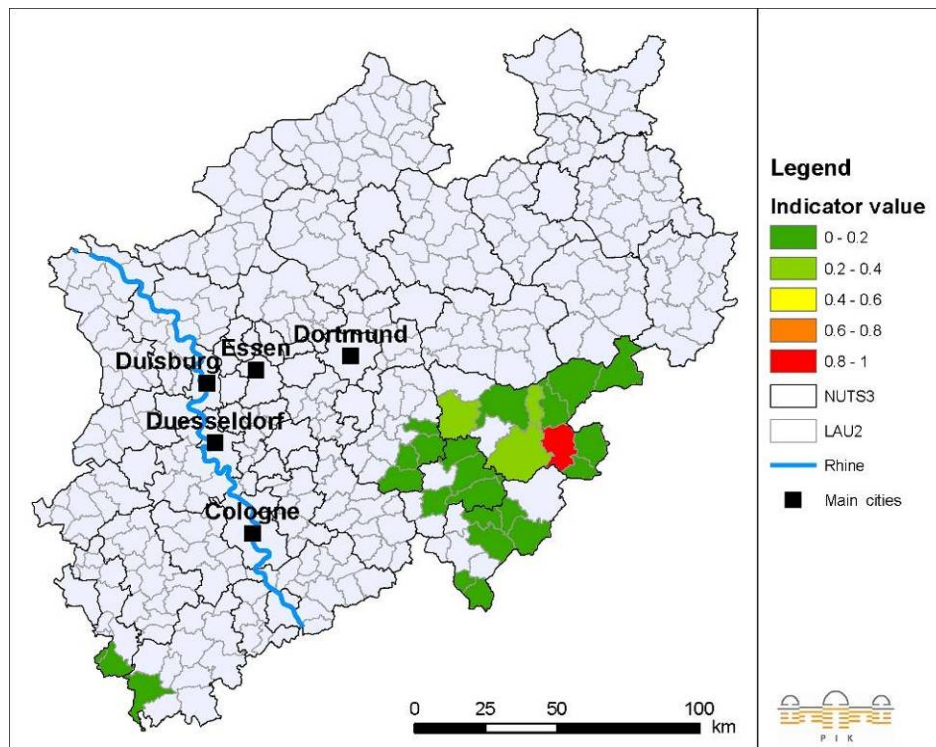 Legend
Indicator value
0 - 0.2
0.2 - 0.4
0.4 - 0.6
0.6 - 0.8
0.8 - 1
NUTS3
LAU2
Rhine
Main cities
Dortmund
Essen
Duisburg
Duesseldorf
Cologne
0 25 50 100
km
P I K